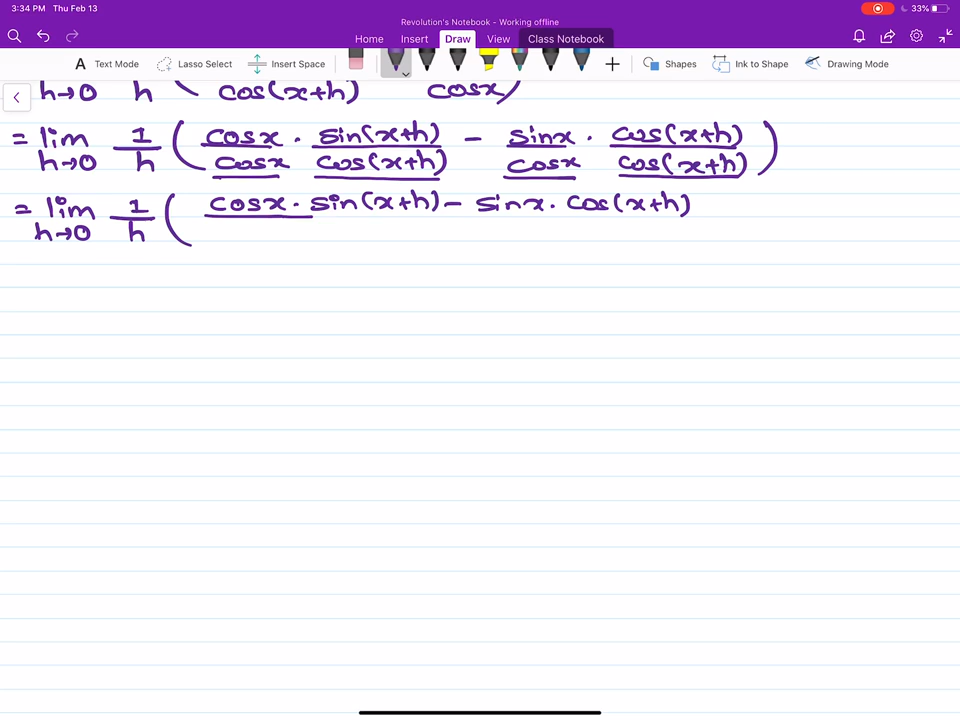 3:34 PM Thu Feb 13 33%
Revolution's Notebook - Working offline
Home Insert Draw View Class Notebook
A Text Mode Lasso Select Insert Space Shapes Ink to Shape Drawing Mode
h→0 h ( cos(x+h) cosx)
= lim 1 ( cosx · sin(x+h) - sinx · cos(x+h) )
h→0 h cosx cos(x+h) cosx cos(x+h)
= lim 1 ( cosx · sin(x+h) - sinx · cos(x+h)
h→0 h